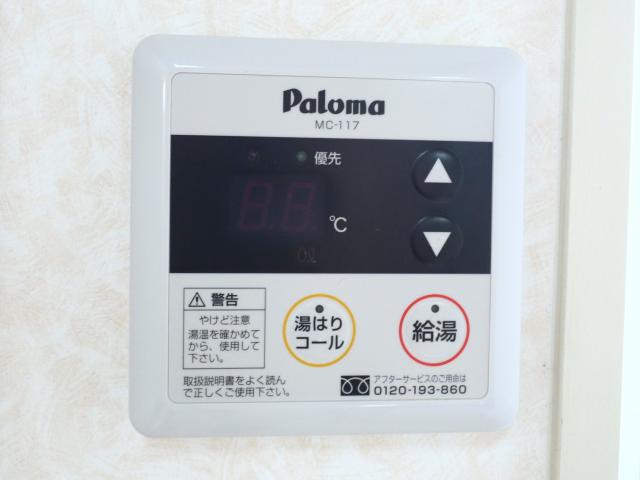 Paloma
MC-117
優先
88
℃
0ℓ
警告
やけど注意
湯温を確かめて
から、使用して
下さい。
湯はり
コール
給湯
取扱説明書をよく読ん
で正しくご使用下さい。
アフターサービスのご用命は
0120-193-860